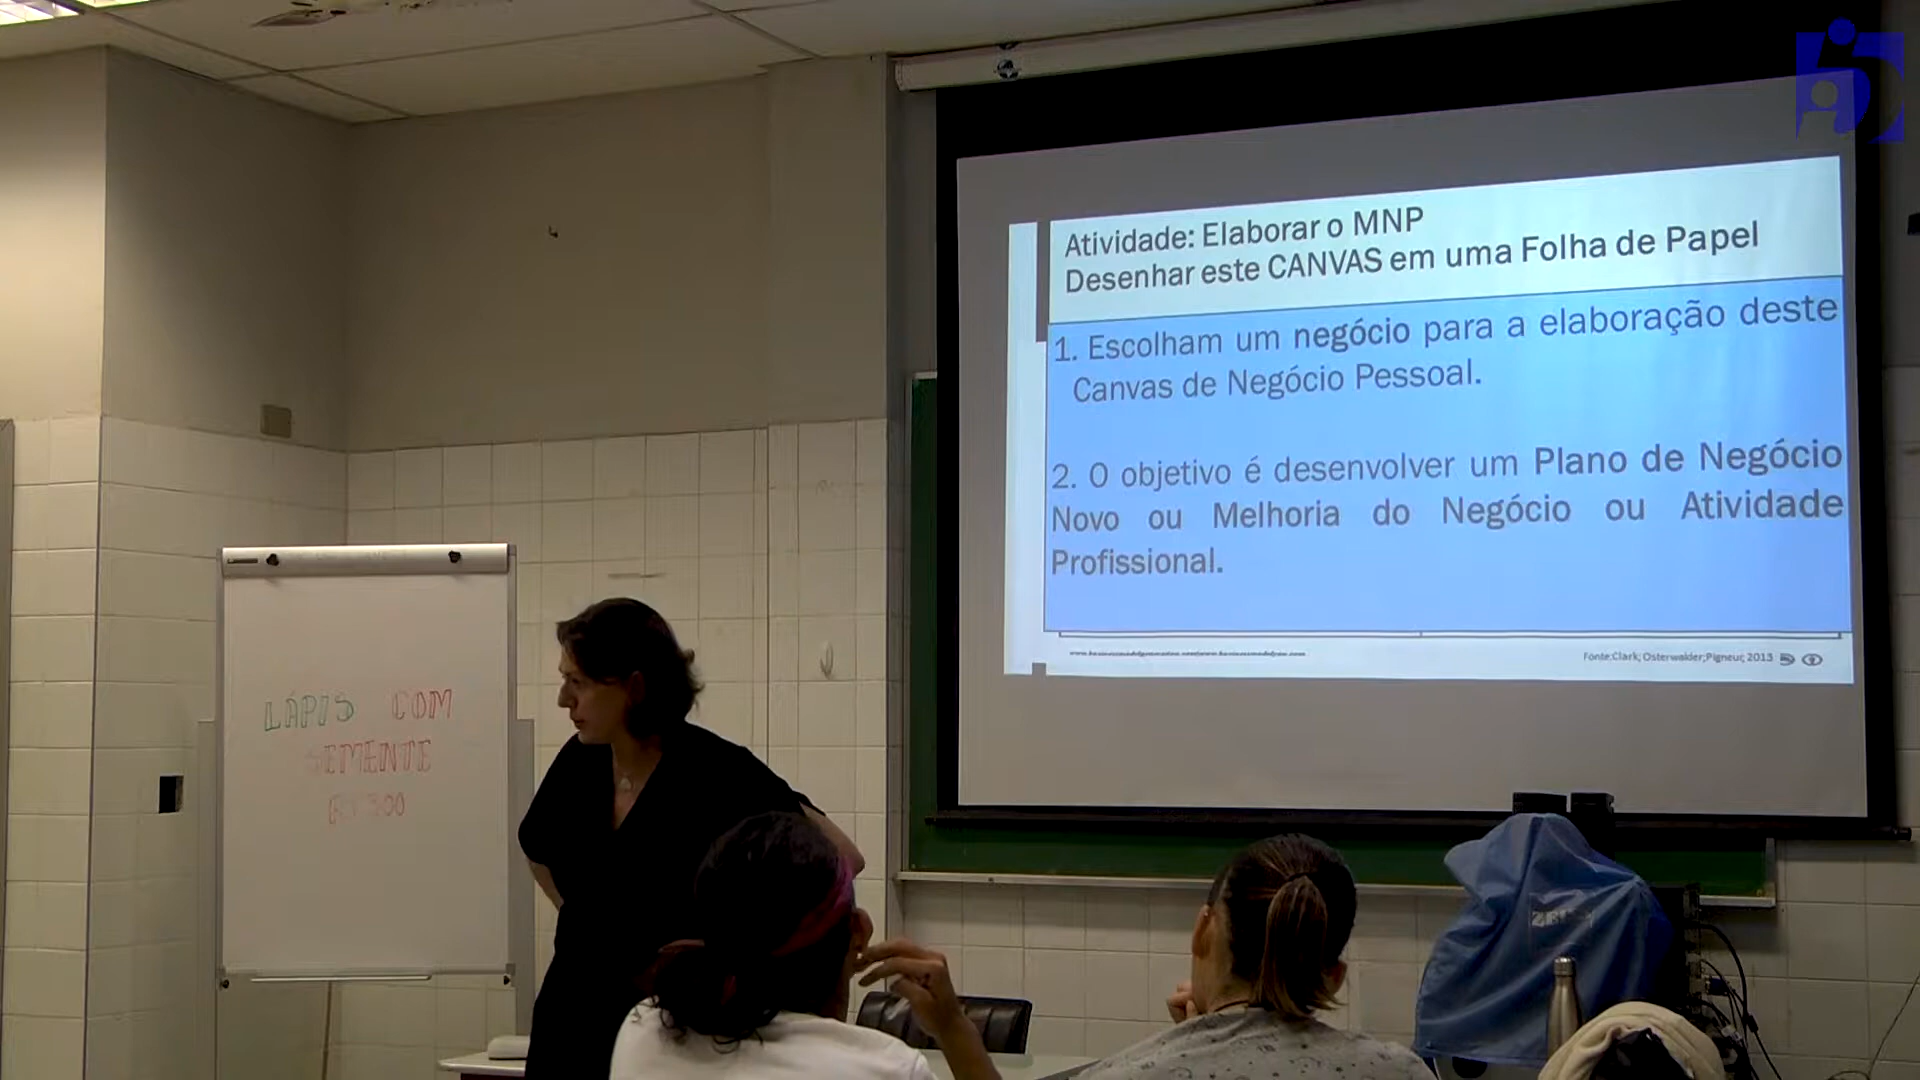 Atividade: Elaborar o MNP
Desenhar este CANVAS em uma Folha de Papel
1. Escolham um negócio para a elaboração deste
Canvas de Negócio Pessoal.
2. O objetivo é desenvolver um Plano de Negócio
Novo ou Melhoria do Negócio ou Atividade
Profissional.
Fonte:Clark; Osterwalder;Pigneur, 2013
LÁPIS COM
SEMENTE